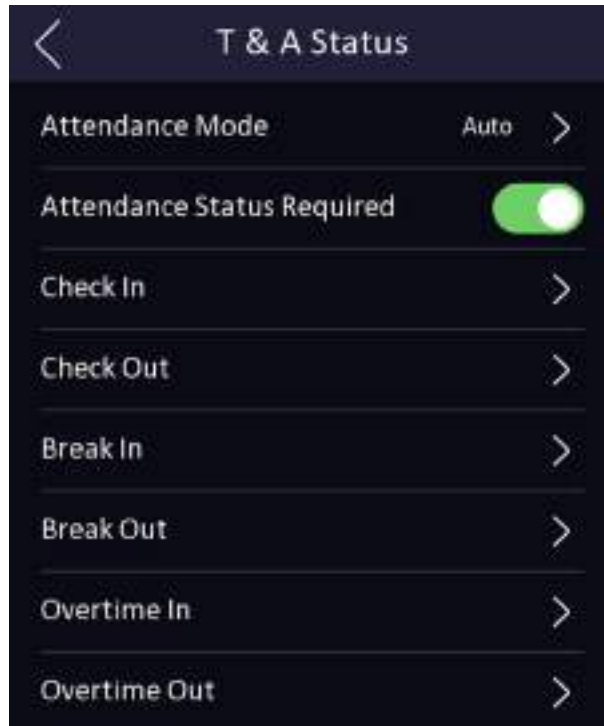 T & A Status
Attendance Mode Auto
Attendance Status Required
Check In
Check Out
Break In
Break Out
Overtime In
Overtime Out